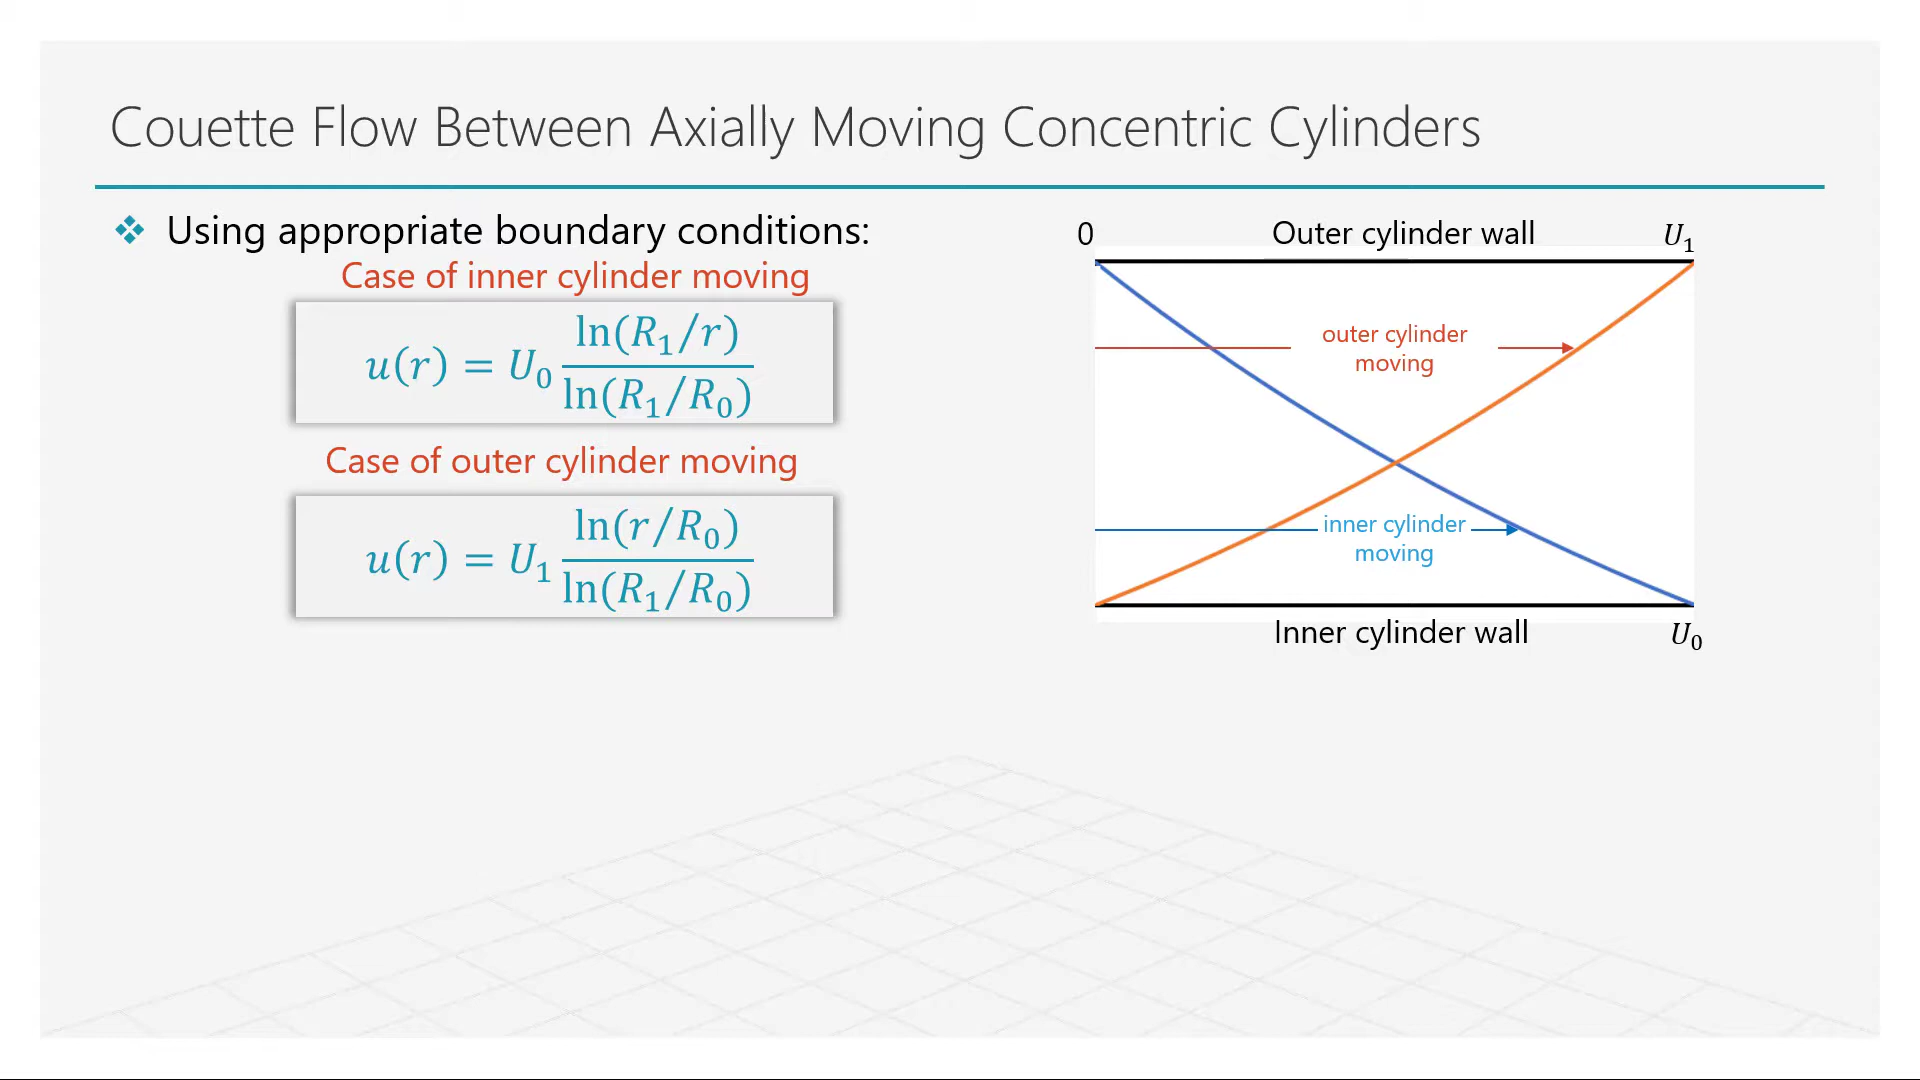 Couette Flow Between Axially Moving Concentric Cylinders
❖ Using appropriate boundary conditions:
Case of inner cylinder moving
u(r) = U₀ ln(R₁/r) / ln(R₁/R₀)
Case of outer cylinder moving
u(r) = U₁ ln(r/R₀) / ln(R₁/R₀)
0 Outer cylinder wall U₁
outer cylinder
moving
inner cylinder
moving
Inner cylinder wall U₀